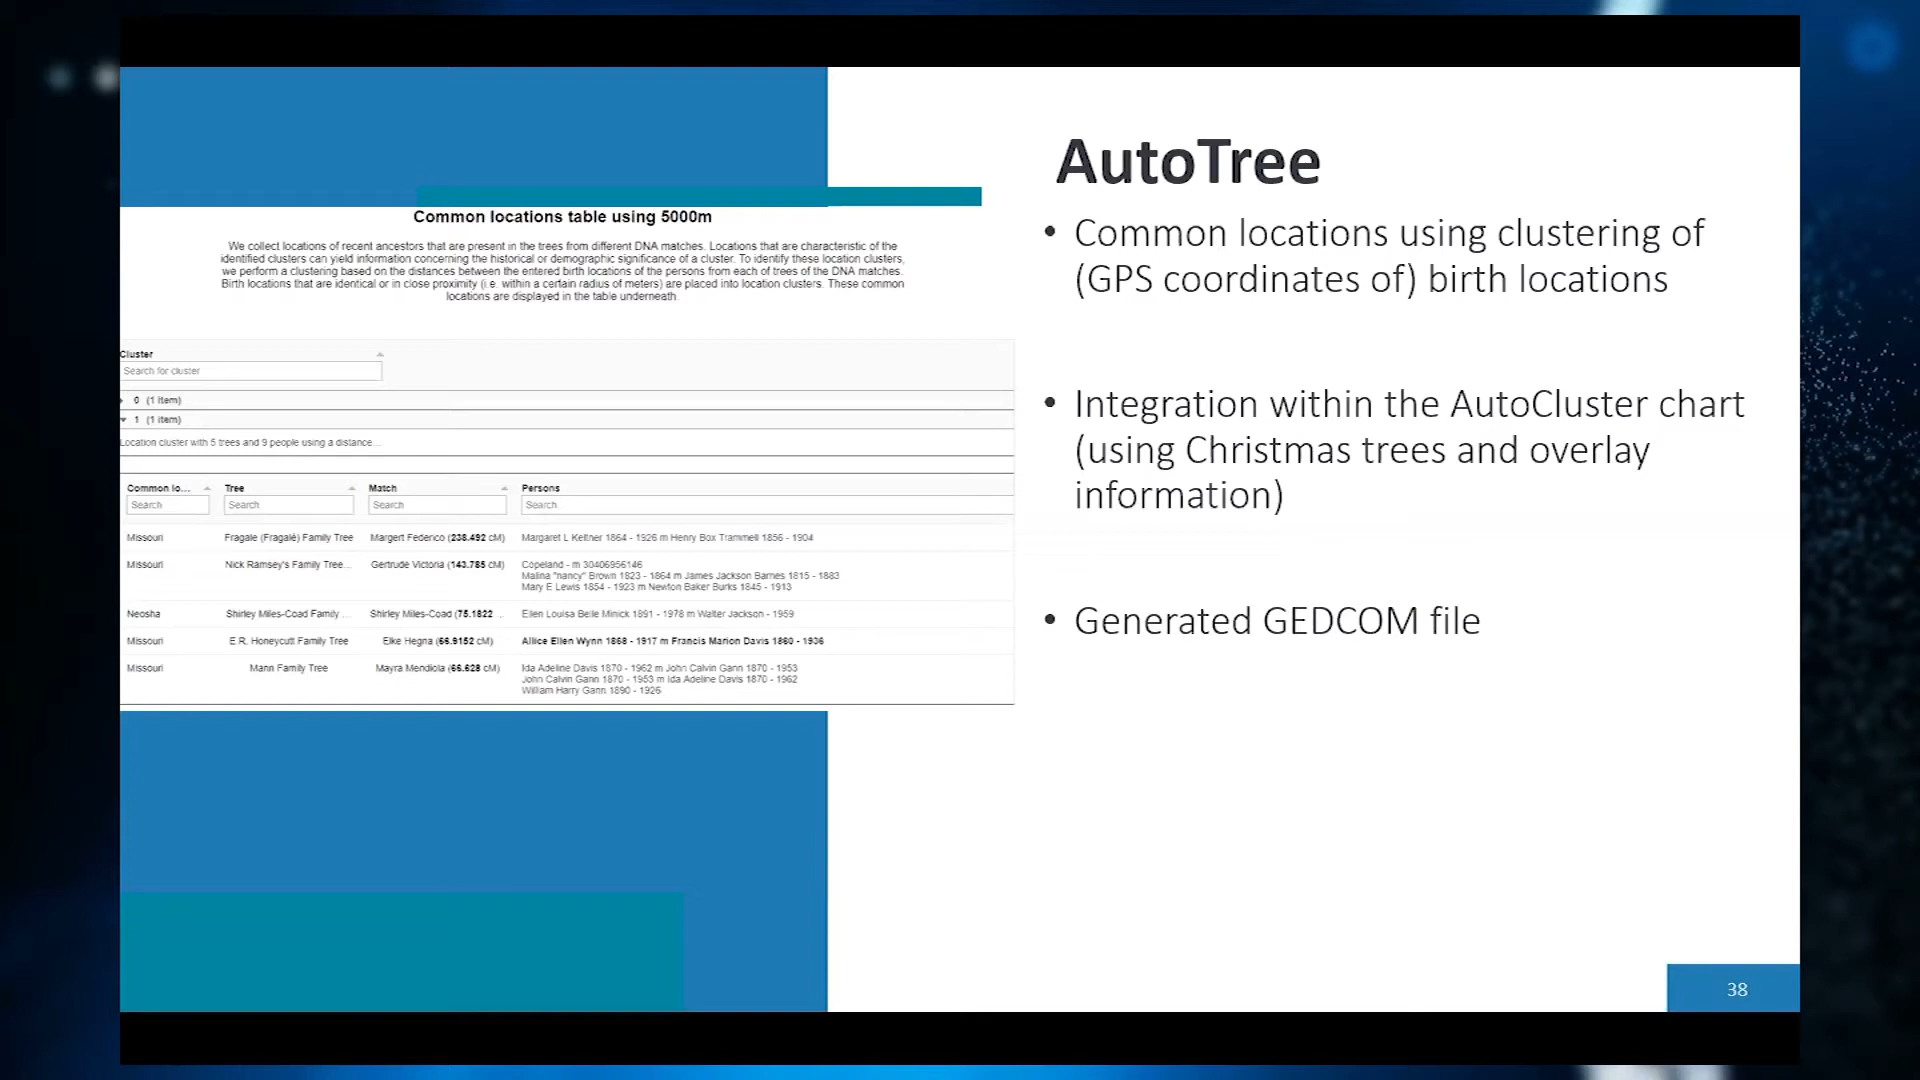 AutoTree
Common locations table using 5000m
We collect locations of recent ancestors that are present in the trees from different DNA matches. Locations that are characteristic of the
identified clusters can yield information concerning the historical or demographic significance of a cluster. To identify these location clusters,
we perform a clustering based on the distances between the entered birth locations of the persons from each of trees of the DNA matches.
Birth locations that are identical or in close proximity (i.e. within a certain radius of meters) are placed into location clusters. These common
locations are displayed in the table underneath.
Cluster
Search for cluster
0 (1 item)
1 (1 item)
Location cluster with 5 trees and 9 people using a distance...
Common lo... Tree Match Persons
Search Search Search Search
Missouri Fragale (Fragalé) Family Tree Margert Federico (238.492 cM) Margaret L Keltner 1864 - 1926 m Henry Box Trammell 1856 - 1904
Missouri Nick Ramsey's Family Tree... Gertrude Victoria (143.785 cM) Copeland - m 30406956146
Malina "nancy" Brown 1823 - 1864 m James Jackson Barnes 1815 - 1883
Mary E Lewis 1854 - 1923 m Newton Baker Burks 1845 - 1913
Neosha Shirley Miles-Coad Family ... Shirley Miles-Coad (75.1822 ... Ellen Louisa Belle Minick 1891 - 1978 m Walter Jackson - 1959
Missouri E.R. Honeycutt Family Tree Elke Hegna (66.9152 cM) Allice Ellen Wynn 1868 - 1917 m Francis Marion Davis 1860 - 1936
Missouri Mann Family Tree Mayra Mendiola (66.628 cM) Ida Adeline Davis 1870 - 1962 m John Calvin Gann 1870 - 1953
John Calvin Gann 1870 - 1953 m Ida Adeline Davis 1870 - 1962
William Harry Gann 1890 - 1926
• Common locations using clustering of
(GPS coordinates of) birth locations
• Integration within the AutoCluster chart
(using Christmas trees and overlay
information)
• Generated GEDCOM file
38